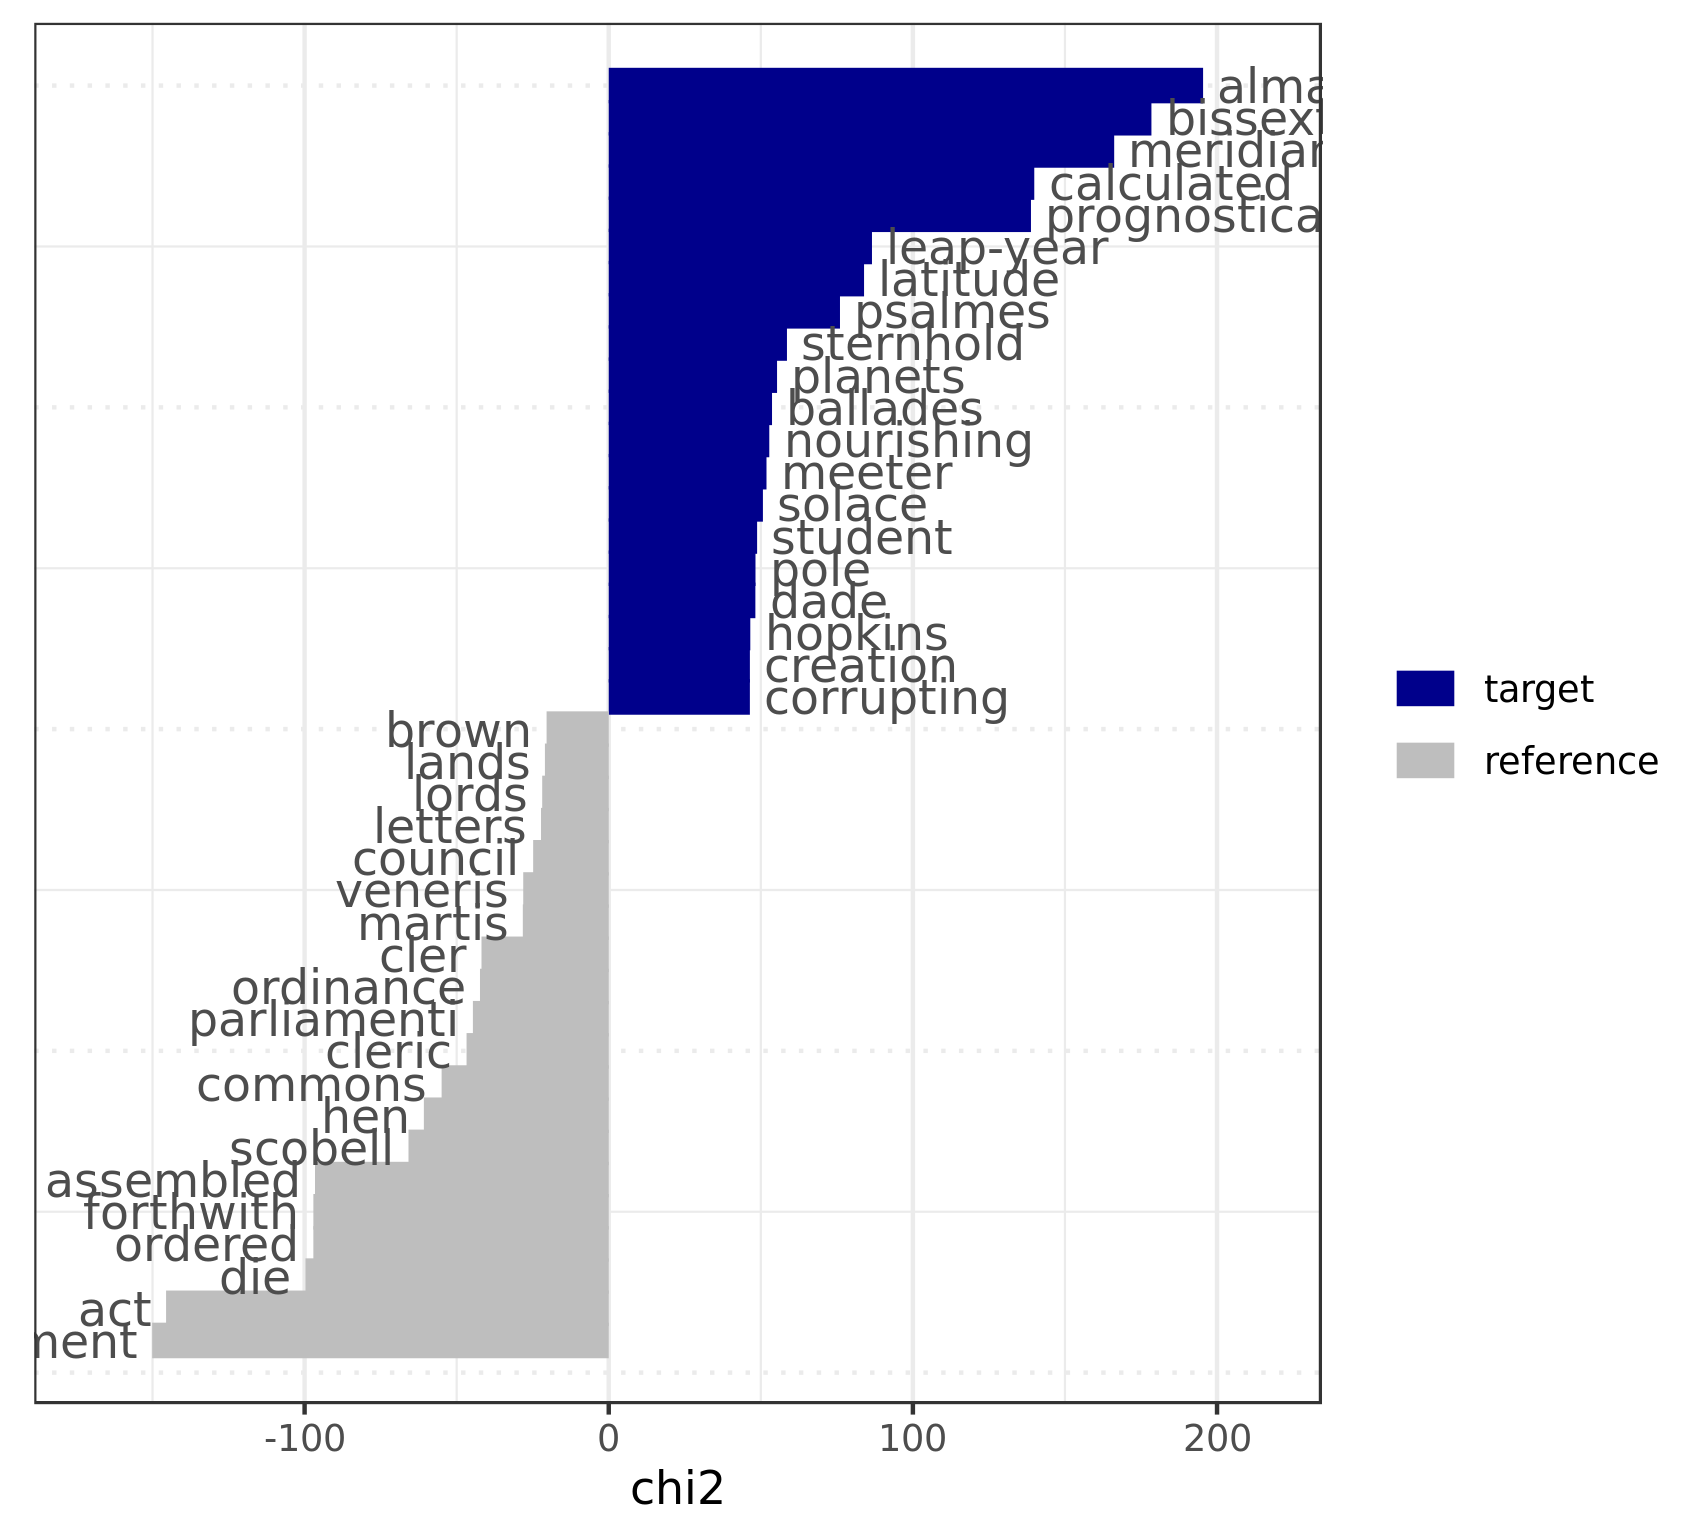 alma
bissext
meridian
calculated
prognostica
leap-year
latitude
psalmes
sternhold
planets
ballades
nourishing
meeter
solace
student
pole
dade
hopkins
creation
corrupting
brown
lands
lords
letters
council
veneris
martis
cler
ordinance
parliamenti
cleric
commons
hen
scobell
assembled
forthwith
ordered
die
act
ment
target
reference
-100 0 100 200
chi2